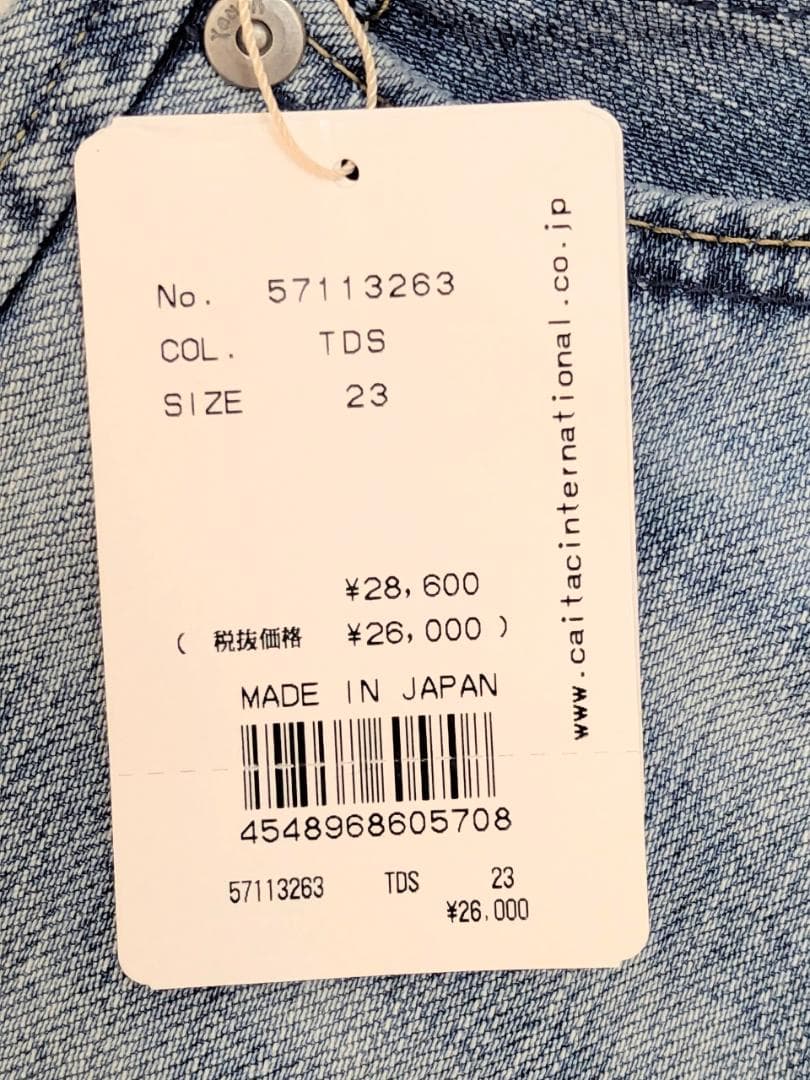 No. 57113263
COL. TDS
SIZE 23
¥28,600
( 税抜価格 ¥26,000 )
MADE IN JAPAN
4548968605708
57113263 TDS 23
¥26,000
www.caitacinternational.co.jp